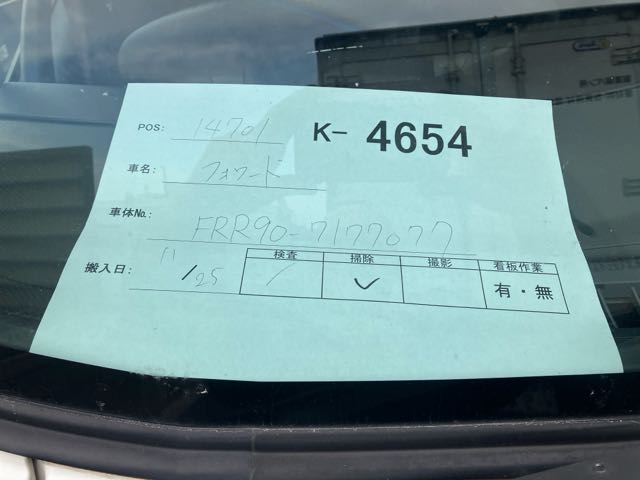 POS: 14701
K- 4654
車名: フォワード
車体No.: FRR90-7177077
搬入日: 11/25
検査 掃除 撮影 看板作業
有・無